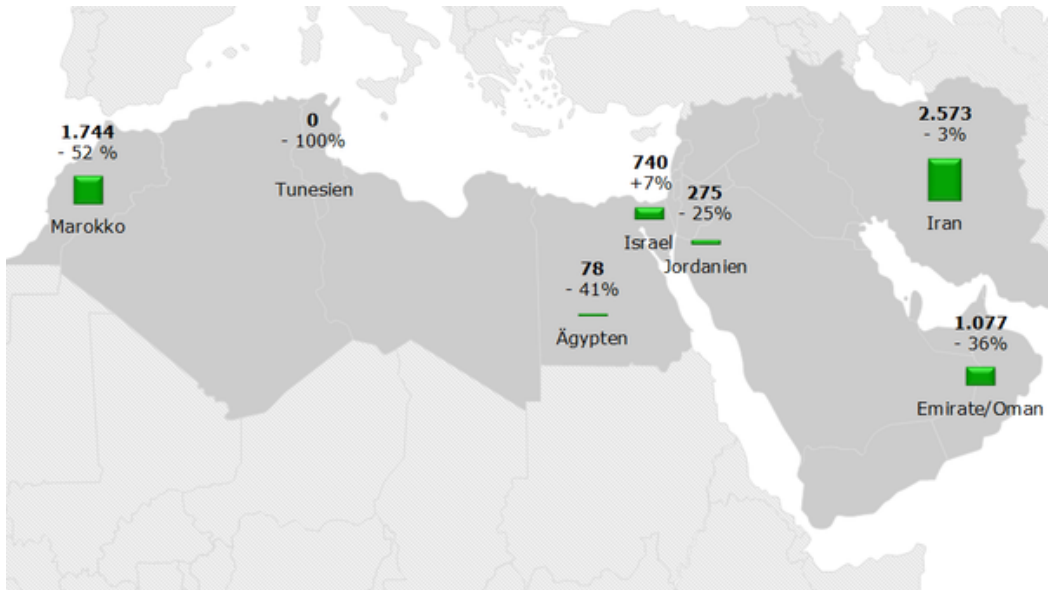 1.744
- 52 %
Marokko
0
- 100%
Tunesien
740
+7%
Israel
275
- 25%
Jordanien
78
- 41%
Ägypten
2.573
- 3%
Iran
1.077
- 36%
Emirate/Oman